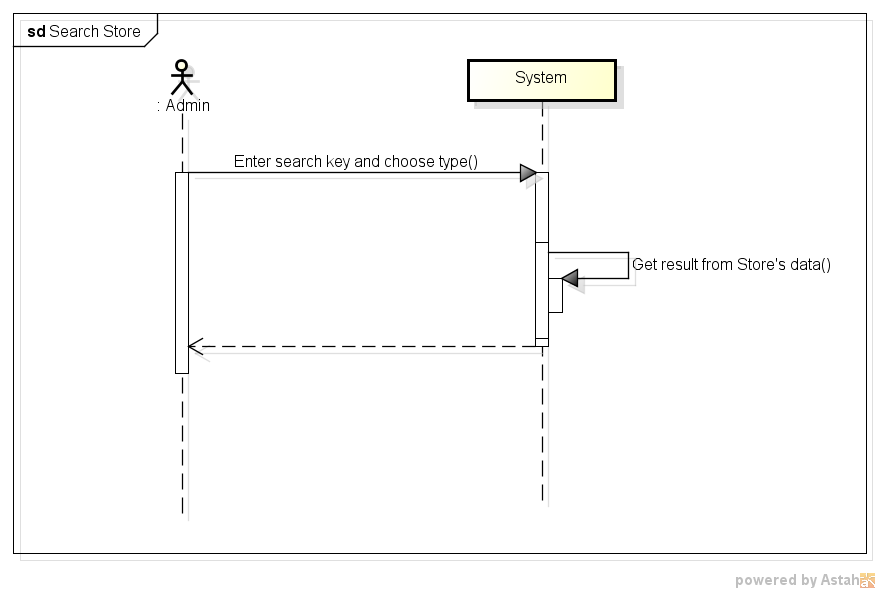 sd Search Store
: Admin
System
Enter search key and choose type()
Get result from Store's data()
powered by Astah